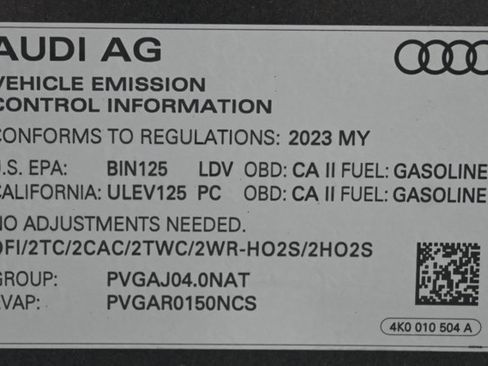 AUDI AG
VEHICLE EMISSION
CONTROL INFORMATION
CONFORMS TO REGULATIONS: 2023 MY
U.S. EPA: BIN125 LDV OBD: CA II FUEL: GASOLINE
CALIFORNIA: ULEV125 PC OBD: CA II FUEL: GASOLINE
NO ADJUSTMENTS NEEDED.
DFI/2TC/2CAC/2TWC/2WR-HO2S/2HO2S
GROUP: PVGAJ04.0NAT
EVAP: PVGAR0150NCS
4K0 010 504 A